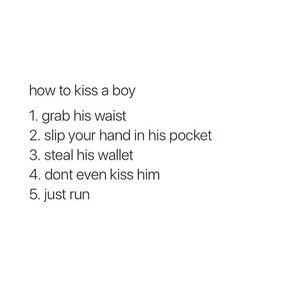 how to kiss a boy
1. grab his waist
2. slip your hand in his pocket
3. steal his wallet
4. dont even kiss him
5. just run